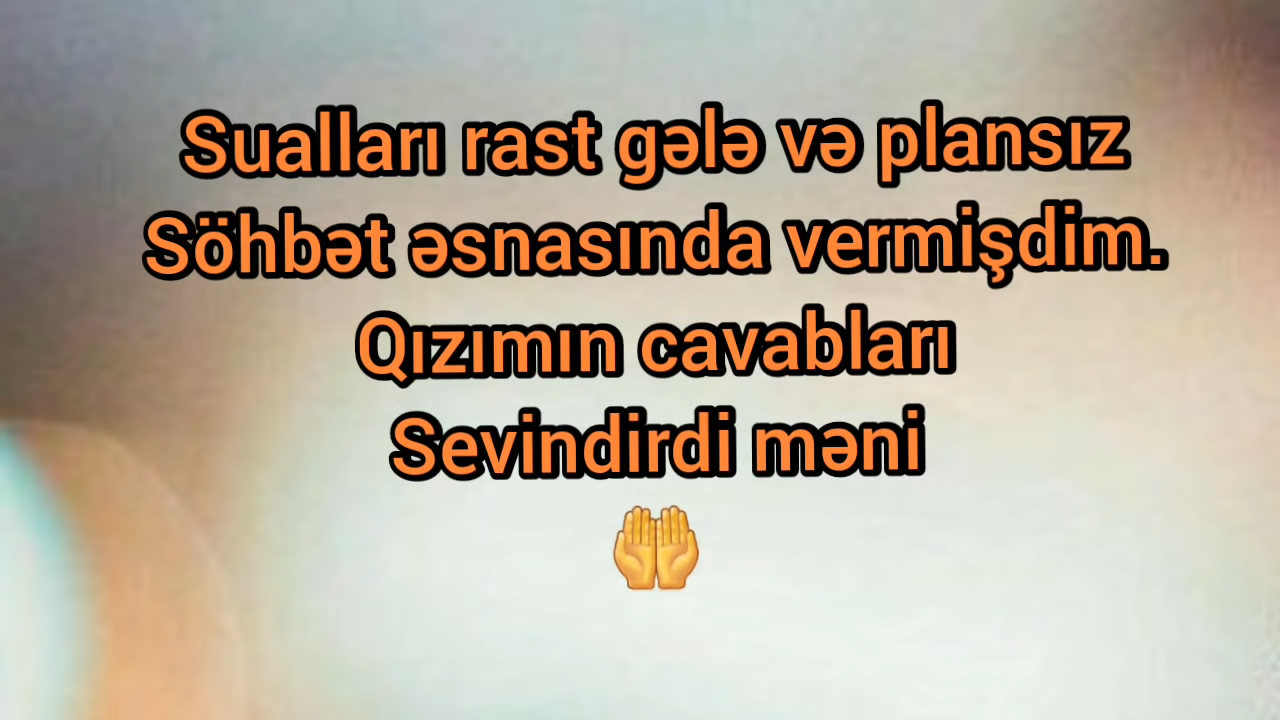 Sualları rast gələ və plansız
Söhbət əsnasında vermişdim.
Qızımın cavabları
Sevindirdi məni
🤲